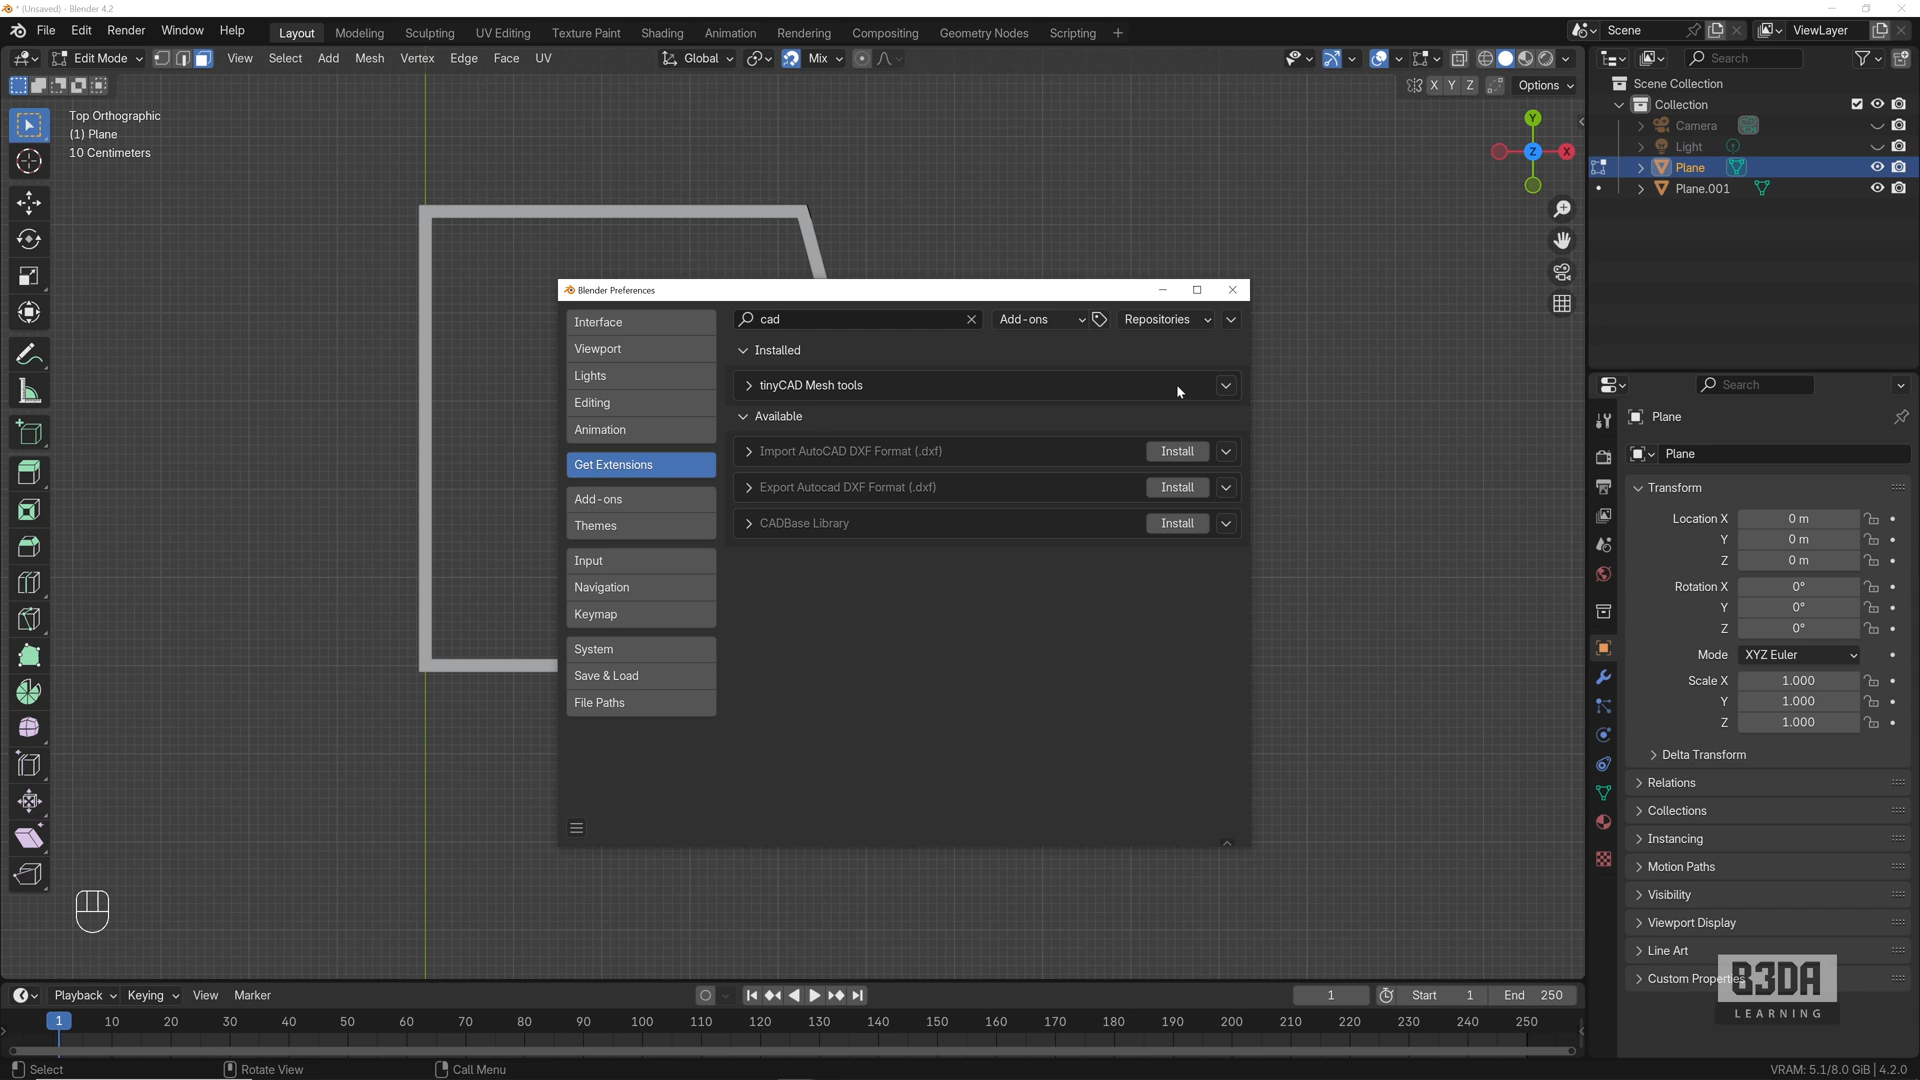 * (Unsaved) - Blender 4.2
File Edit Render Window Help
Layout Modeling Sculpting UV Editing Texture Paint Shading Animation Rendering Compositing Geometry Nodes Scripting +
Scene ViewLayer
Edit Mode View Select Add Mesh Vertex Edge Face UV
Global Mix
Search
X Y Z Options
Top Orthographic
(1) Plane
10 Centimeters
Y
Z X
Scene Collection
Collection
Camera
Light
Plane
Plane.001
Blender Preferences
Interface
Viewport
Lights
Editing
Animation
Get Extensions
Add-ons
Themes
Input
Navigation
Keymap
System
Save & Load
File Paths
cad Add-ons Repositories
Installed
tinyCAD Mesh tools
Available
Import AutoCAD DXF Format (.dxf) Install
Export Autocad DXF Format (.dxf) Install
CADBase Library Install
Search
Plane
Plane
Transform
Location X 0 m
Y 0 m
Z 0 m
Rotation X 0°
Y 0°
Z 0°
Mode XYZ Euler
Scale X 1.000
Y 1.000
Z 1.000
Delta Transform
Relations
Collections
Instancing
Motion Paths
Visibility
Viewport Display
Line Art
Custom Properties
B3DA
LEARNING
Playback Keying View Marker
1 Start 1 End 250
1 10 20 30 40 50 60 70 80 90 100 110 120 130 140 150 160 170 180 190 200 210 220 230 240 250
Select Rotate View Call Menu
VRAM: 5.1/8.0 GiB | 4.2.0